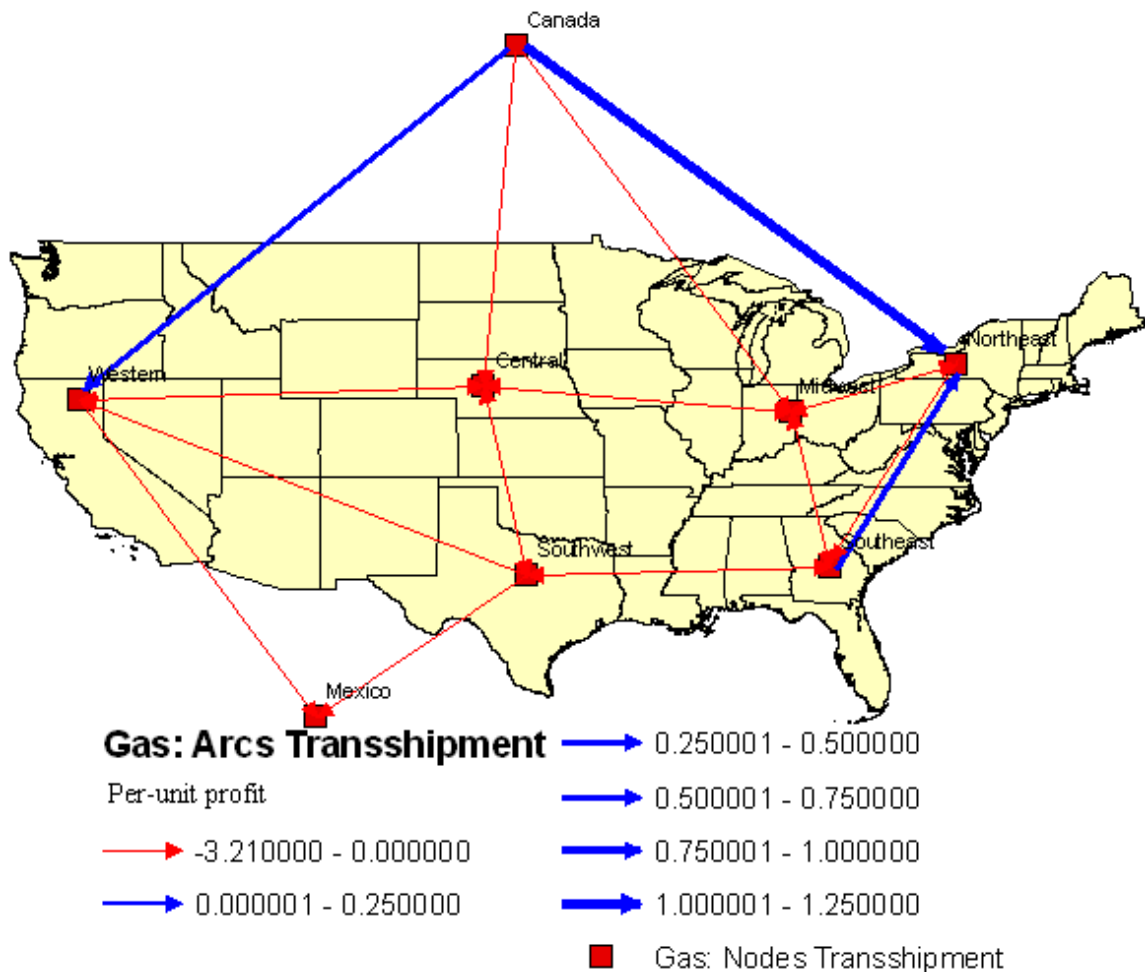 Canada
Northeast
Western
Central
Midwest
Southwest
Southeast
Mexico
Gas: Arcs Transshipment
Per-unit profit
-3.210000 - 0.000000
0.000001 - 0.250000
0.250001 - 0.500000
0.500001 - 0.750000
0.750001 - 1.000000
1.000001 - 1.250000
Gas: Nodes Transshipment